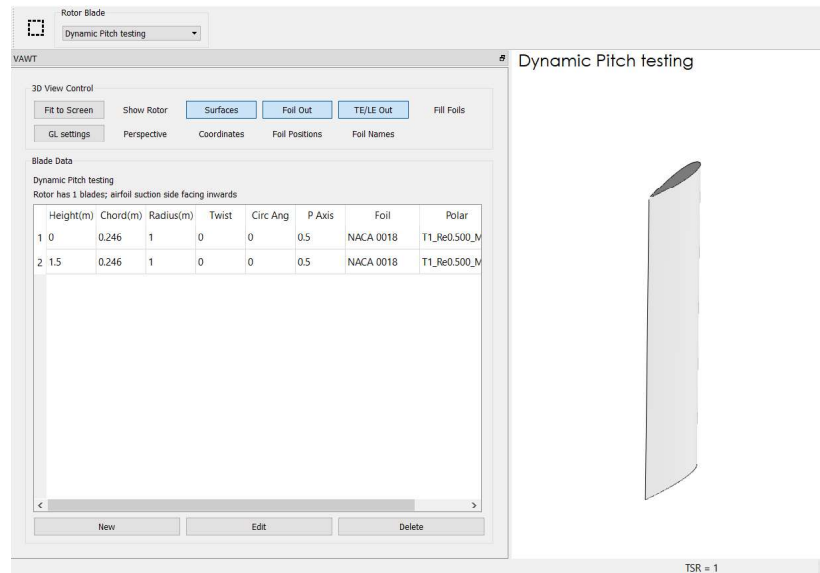 Rotor Blade
Dynamic Pitch testing
VAWT
Dynamic Pitch testing
3D View Control
Fit to Screen Show Rotor Surfaces Foil Out TE/LE Out Fill Foils
GL settings Perspective Coordinates Foil Positions Foil Names
Blade Data
Dynamic Pitch testing
Rotor has 1 blades; airfoil suction side facing inwards
Height(m) Chord(m) Radius(m) Twist Circ Ang P Axis Foil Polar
1 0 0.246 1 0 0 0.5 NACA 0018 T1_Re0.500_M
2 1.5 0.246 1 0 0 0.5 NACA 0018 T1_Re0.500_M
New Edit Delete
TSR = 1